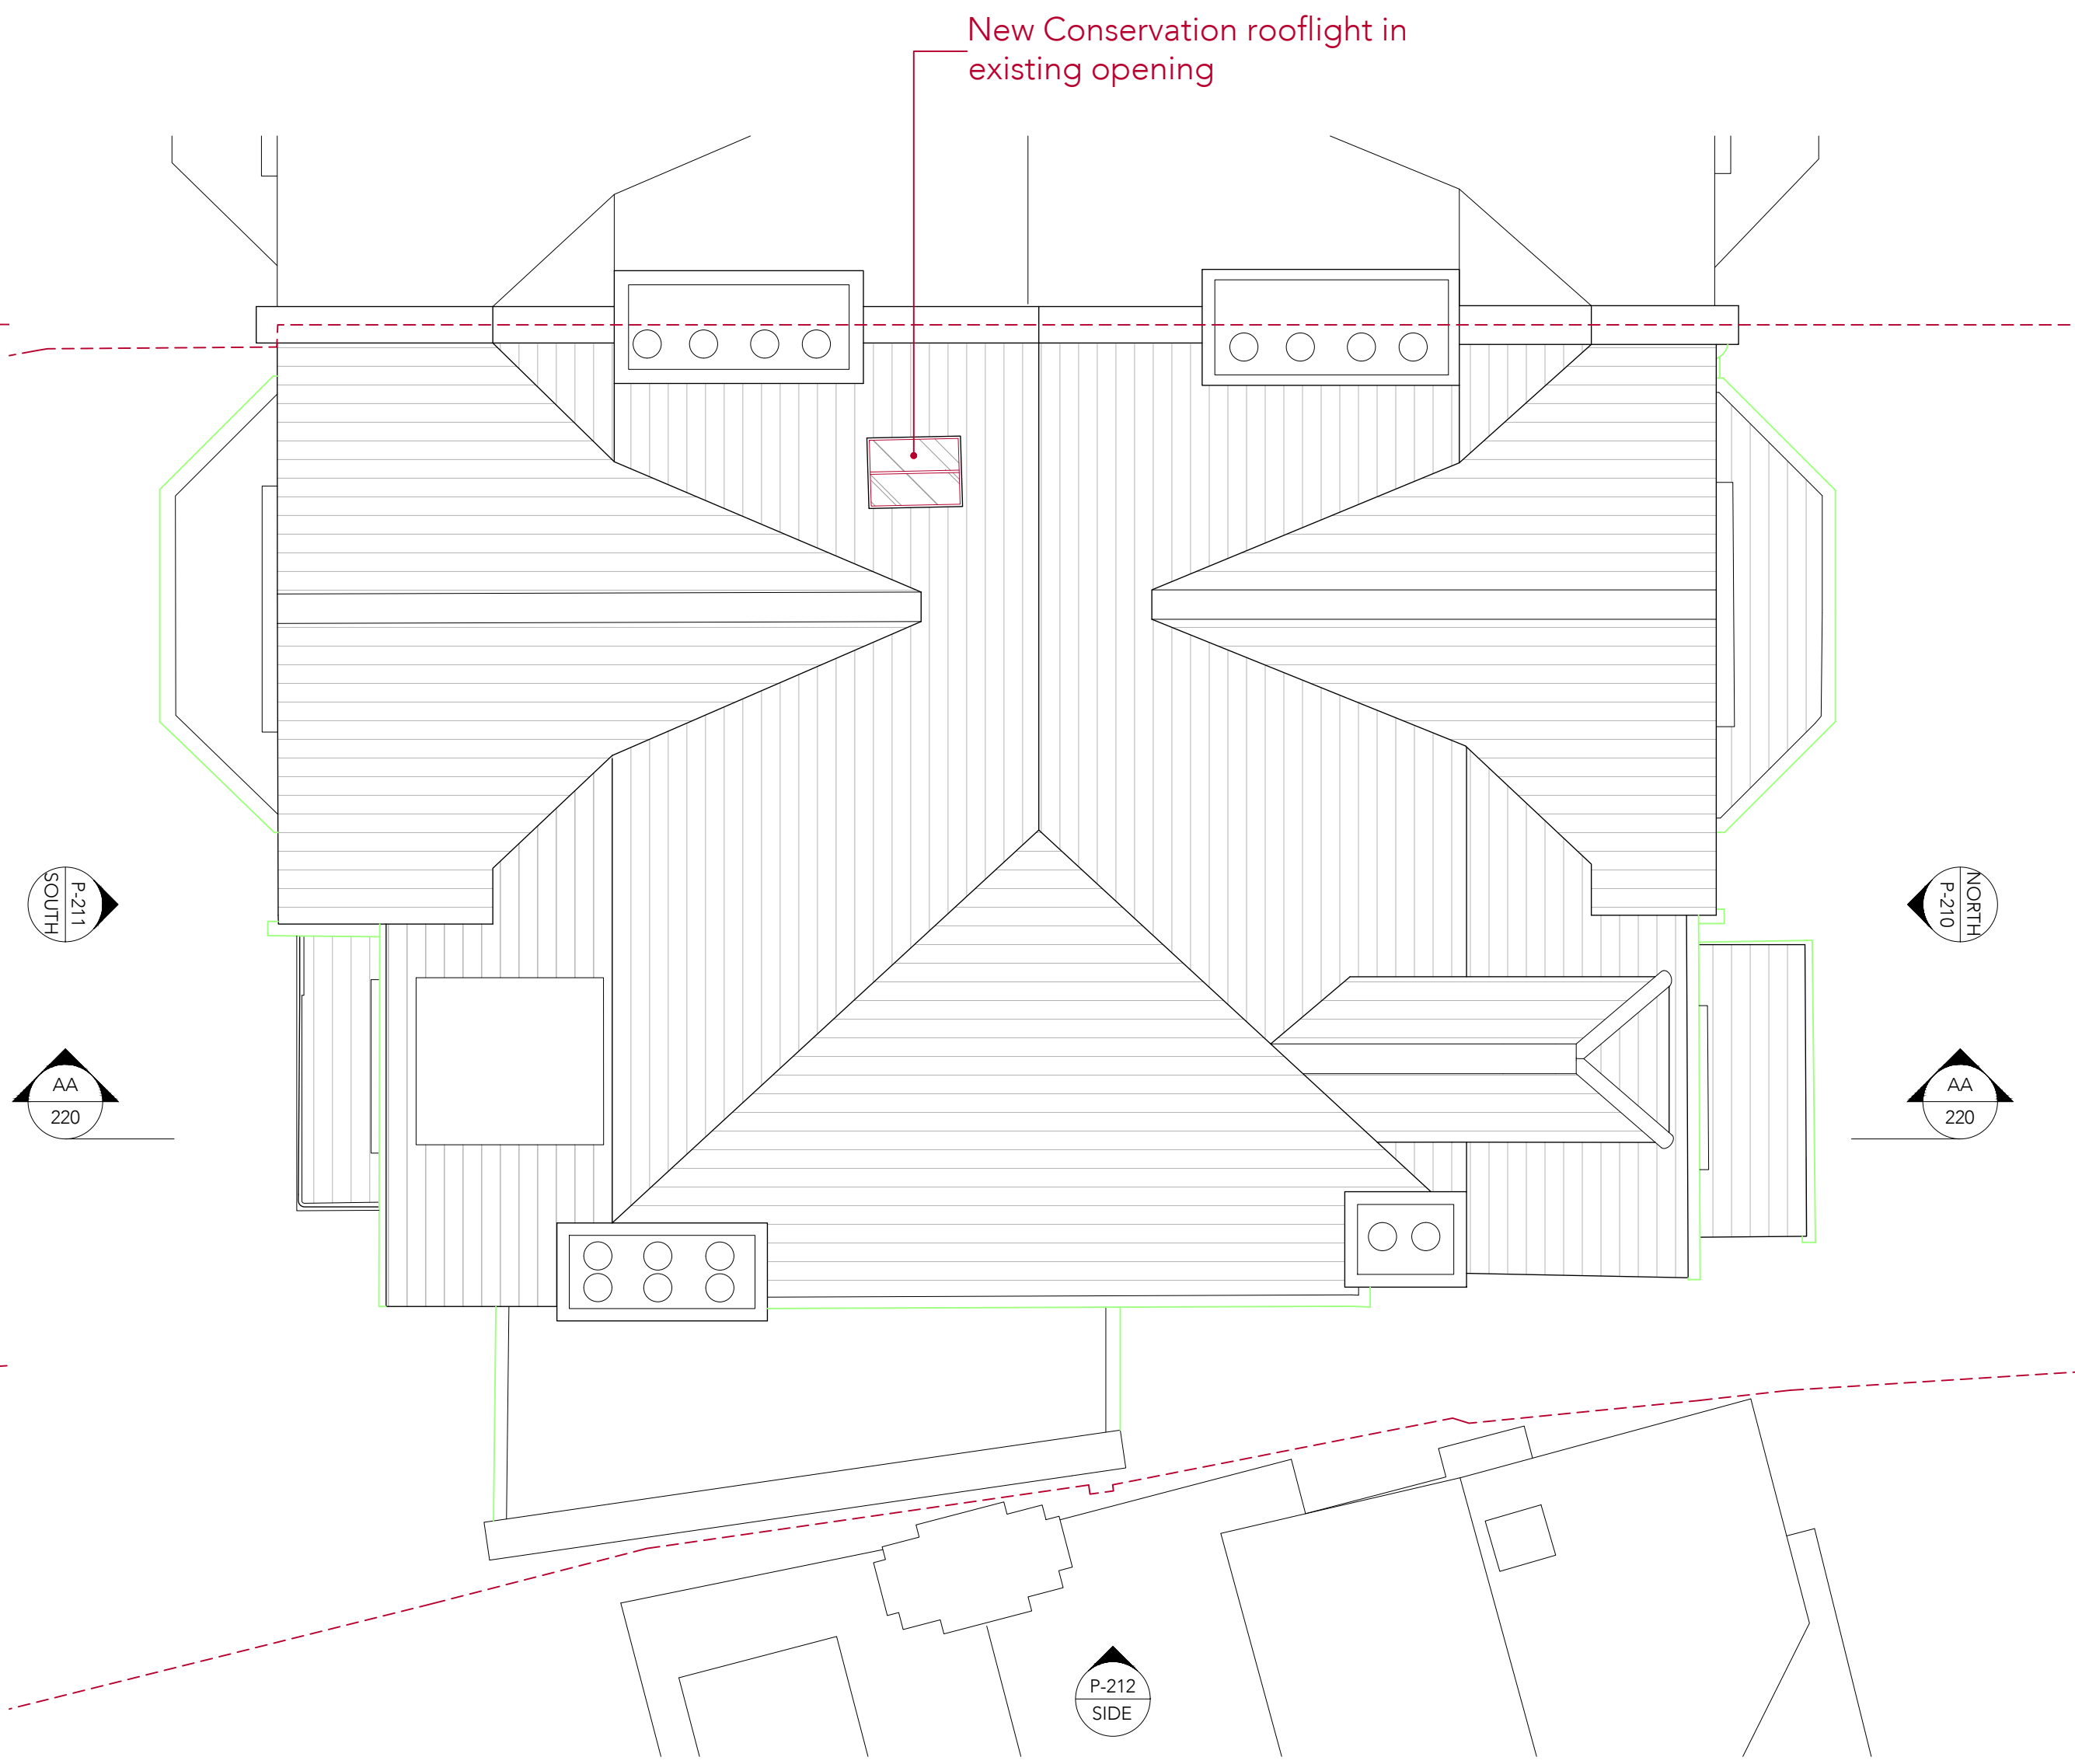 New Conservation rooflight in
existing opening
P-211
SOUTH
NORTH
P-210
AA
220
AA
220
P-212
SIDE